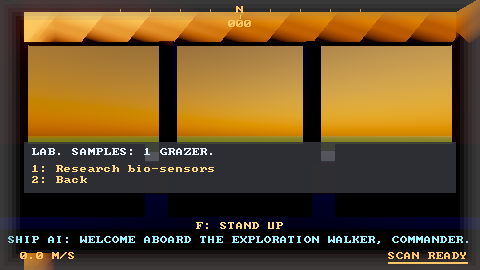 N
000
LAB. SAMPLES: 1 GRAZER.
1: Research bio-sensors
2: Back
F: STAND UP
SHIP AI: WELCOME ABOARD THE EXPLORATION WALKER, COMMANDER.
0.0 M/S
SCAN READY